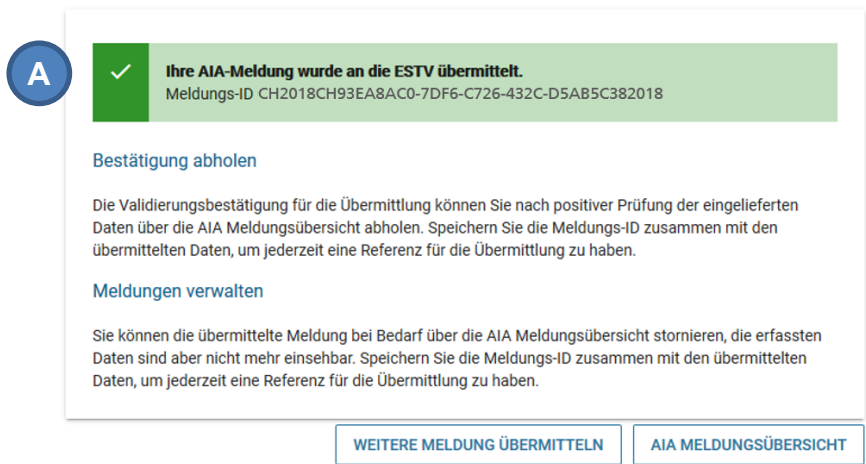 A
Ihre AIA-Meldung wurde an die ESTV übermittelt.
Meldungs-ID CH2018CH93EA8AC0-7DF6-C726-432C-D5AB5C382018
Bestätigung abholen
Die Validierungsbestätigung für die Übermittlung können Sie nach positiver Prüfung der eingelieferten
Daten über die AIA Meldungsübersicht abholen. Speichern Sie die Meldungs-ID zusammen mit den
übermittelten Daten, um jederzeit eine Referenz für die Übermittlung zu haben.
Meldungen verwalten
Sie können die übermittelte Meldung bei Bedarf über die AIA Meldungsübersicht stornieren, die erfassten
Daten sind aber nicht mehr einsehbar. Speichern Sie die Meldungs-ID zusammen mit den übermittelten
Daten, um jederzeit eine Referenz für die Übermittlung zu haben.
WEITERE MELDUNG ÜBERMITTELN
AIA MELDUNGSÜBERSICHT